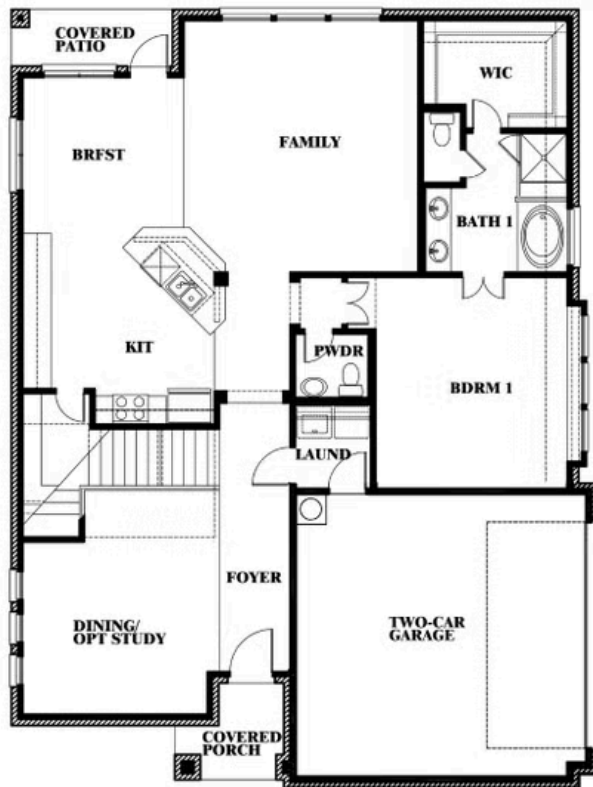 COVERED
PATIO
WIC
BRFST
FAMILY
BATH 1
KIT
PWDR
BDRM 1
LAUND
FOYER
DINING/
OPT STUDY
TWO-CAR
GARAGE
COVERED
PORCH